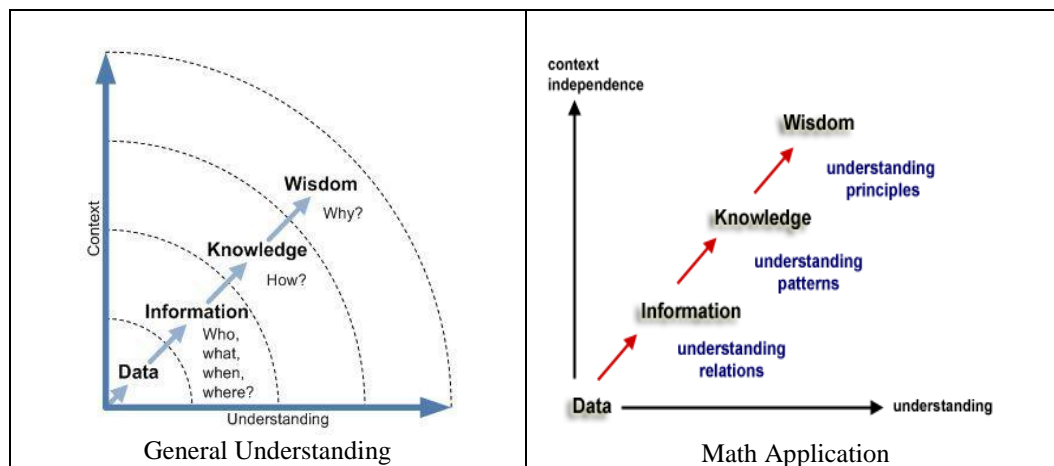 Context
Wisdom
Why?
Knowledge
How?
Information
Who,
what,
when,
where?
Data
Understanding
General Understanding
context
independence
Wisdom
understanding
principles
Knowledge
understanding
patterns
Information
understanding
relations
Data
understanding
Math Application